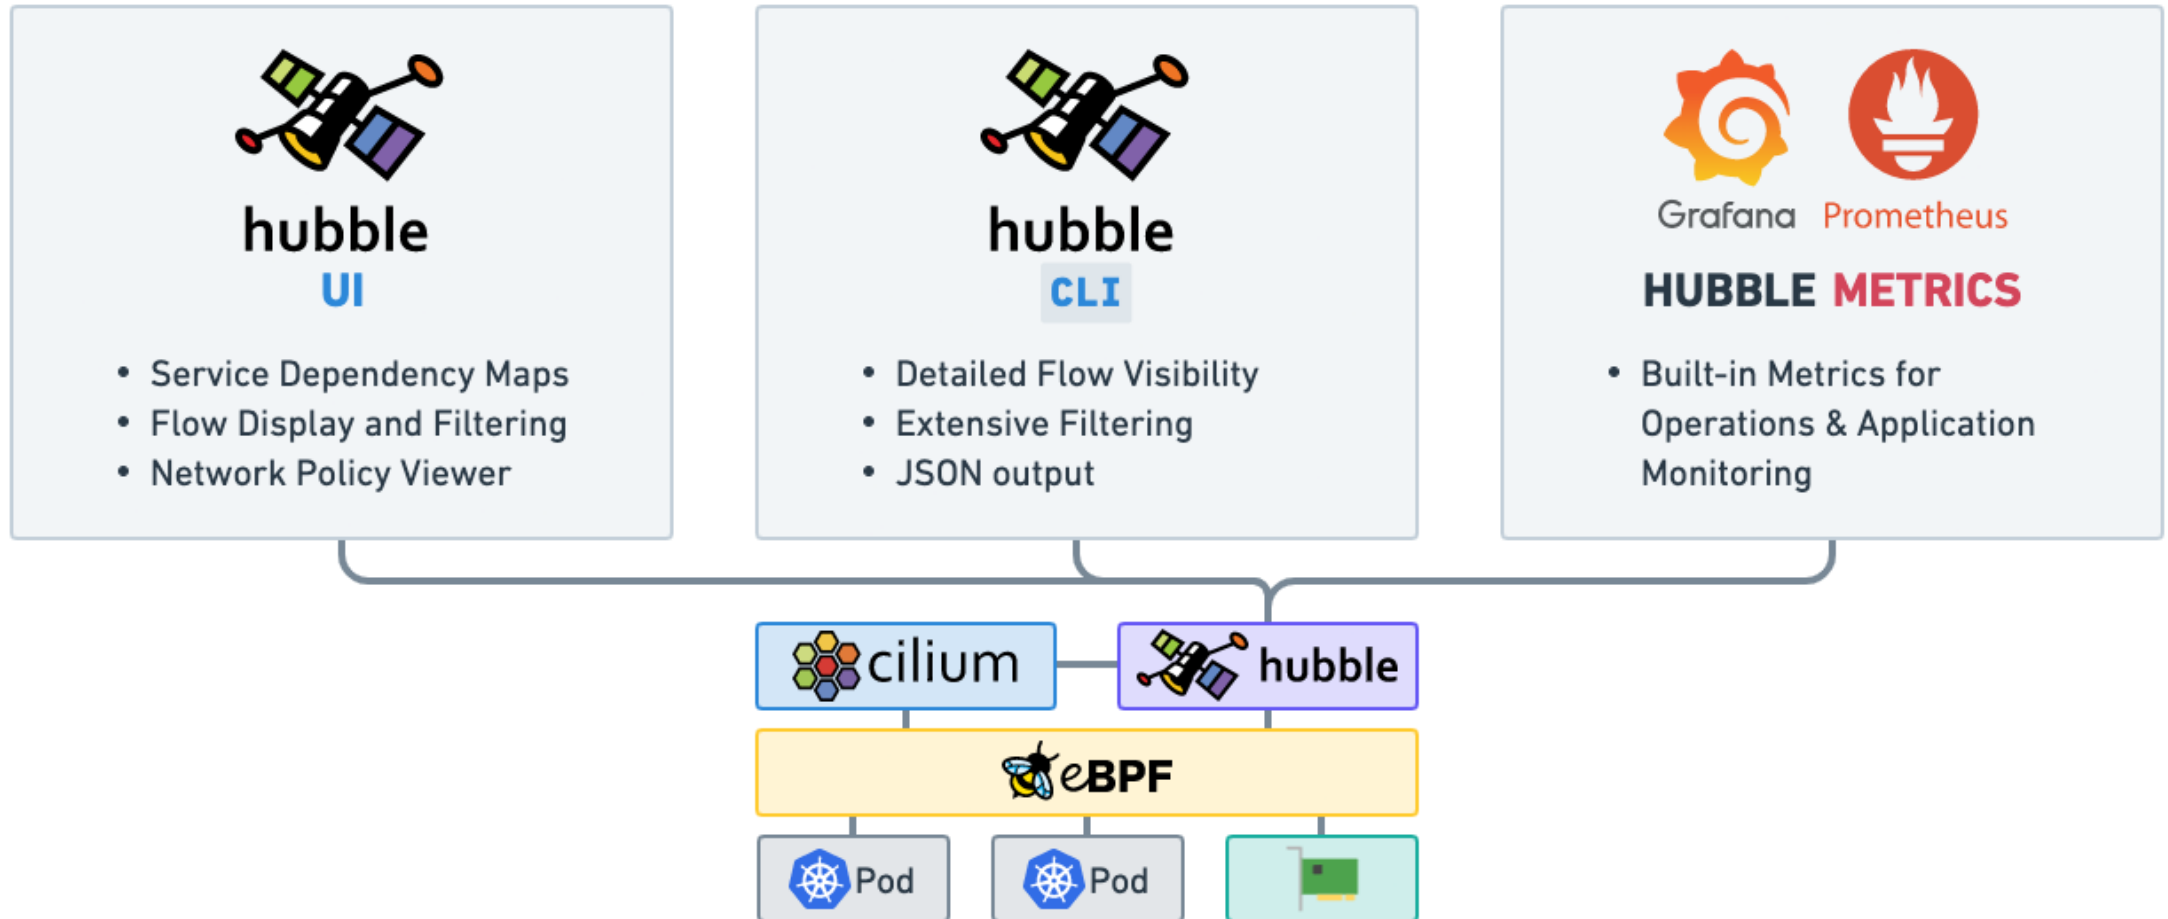 hubble
UI
• Service Dependency Maps
• Flow Display and Filtering
• Network Policy Viewer
hubble
CLI
• Detailed Flow Visibility
• Extensive Filtering
• JSON output
Grafana Prometheus
HUBBLE METRICS
• Built-in Metrics for
Operations & Application
Monitoring
cilium
hubble
eBPF
Pod
Pod